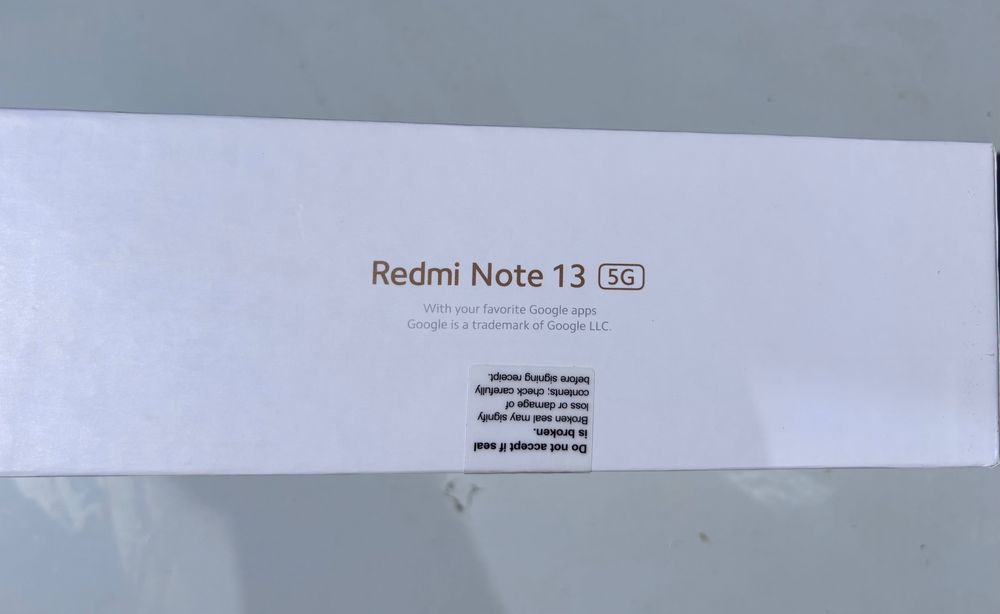 Redmi Note 13 5G
With your favorite Google apps
Google is a trademark of Google LLC.
Do not accept if seal
is broken.
Broken seal may signify
loss or damage of
contents; check carefully
before signing receipt.